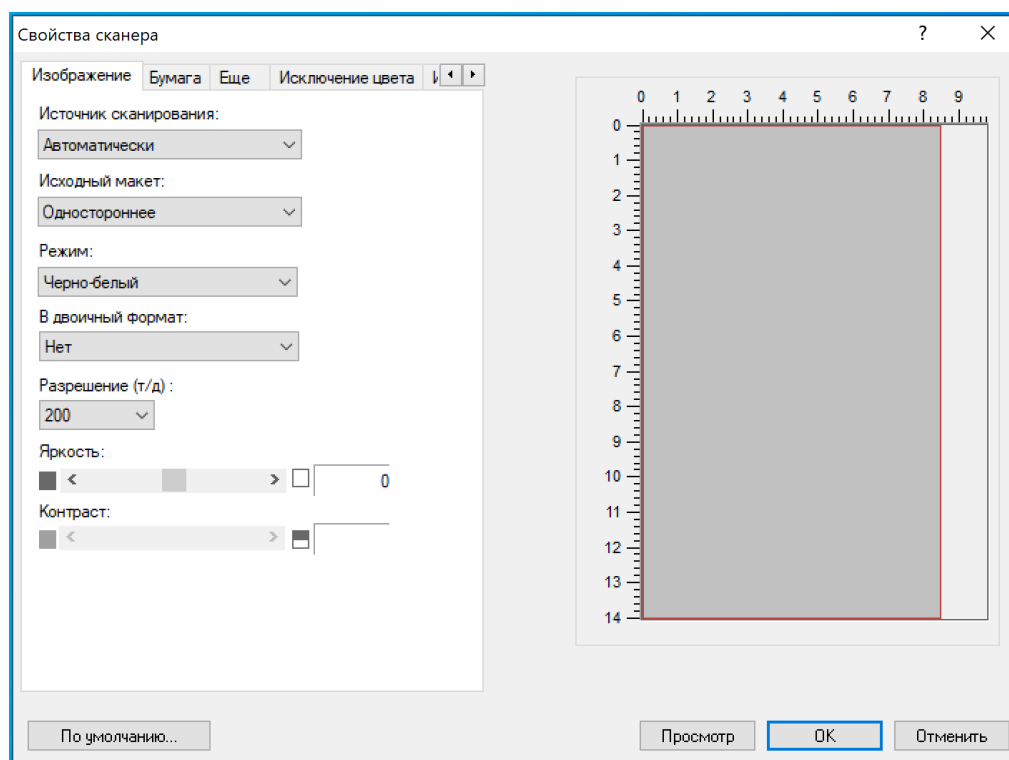 Свойства сканера ?
Изображение Бумага Еще Исключение цвета
Источник сканирования:
Автоматически
Исходный макет:
Одностороннее
Режим:
Черно-белый
В двоичный формат:
Нет
Разрешение (т/д) :
200
Яркость:
0
Контраст:
0 1 2 3 4 5 6 7 8 9
0
1
2
3
4
5
6
7
8
9
10
11
12
13
14
По умолчанию... Просмотр OK Отменить